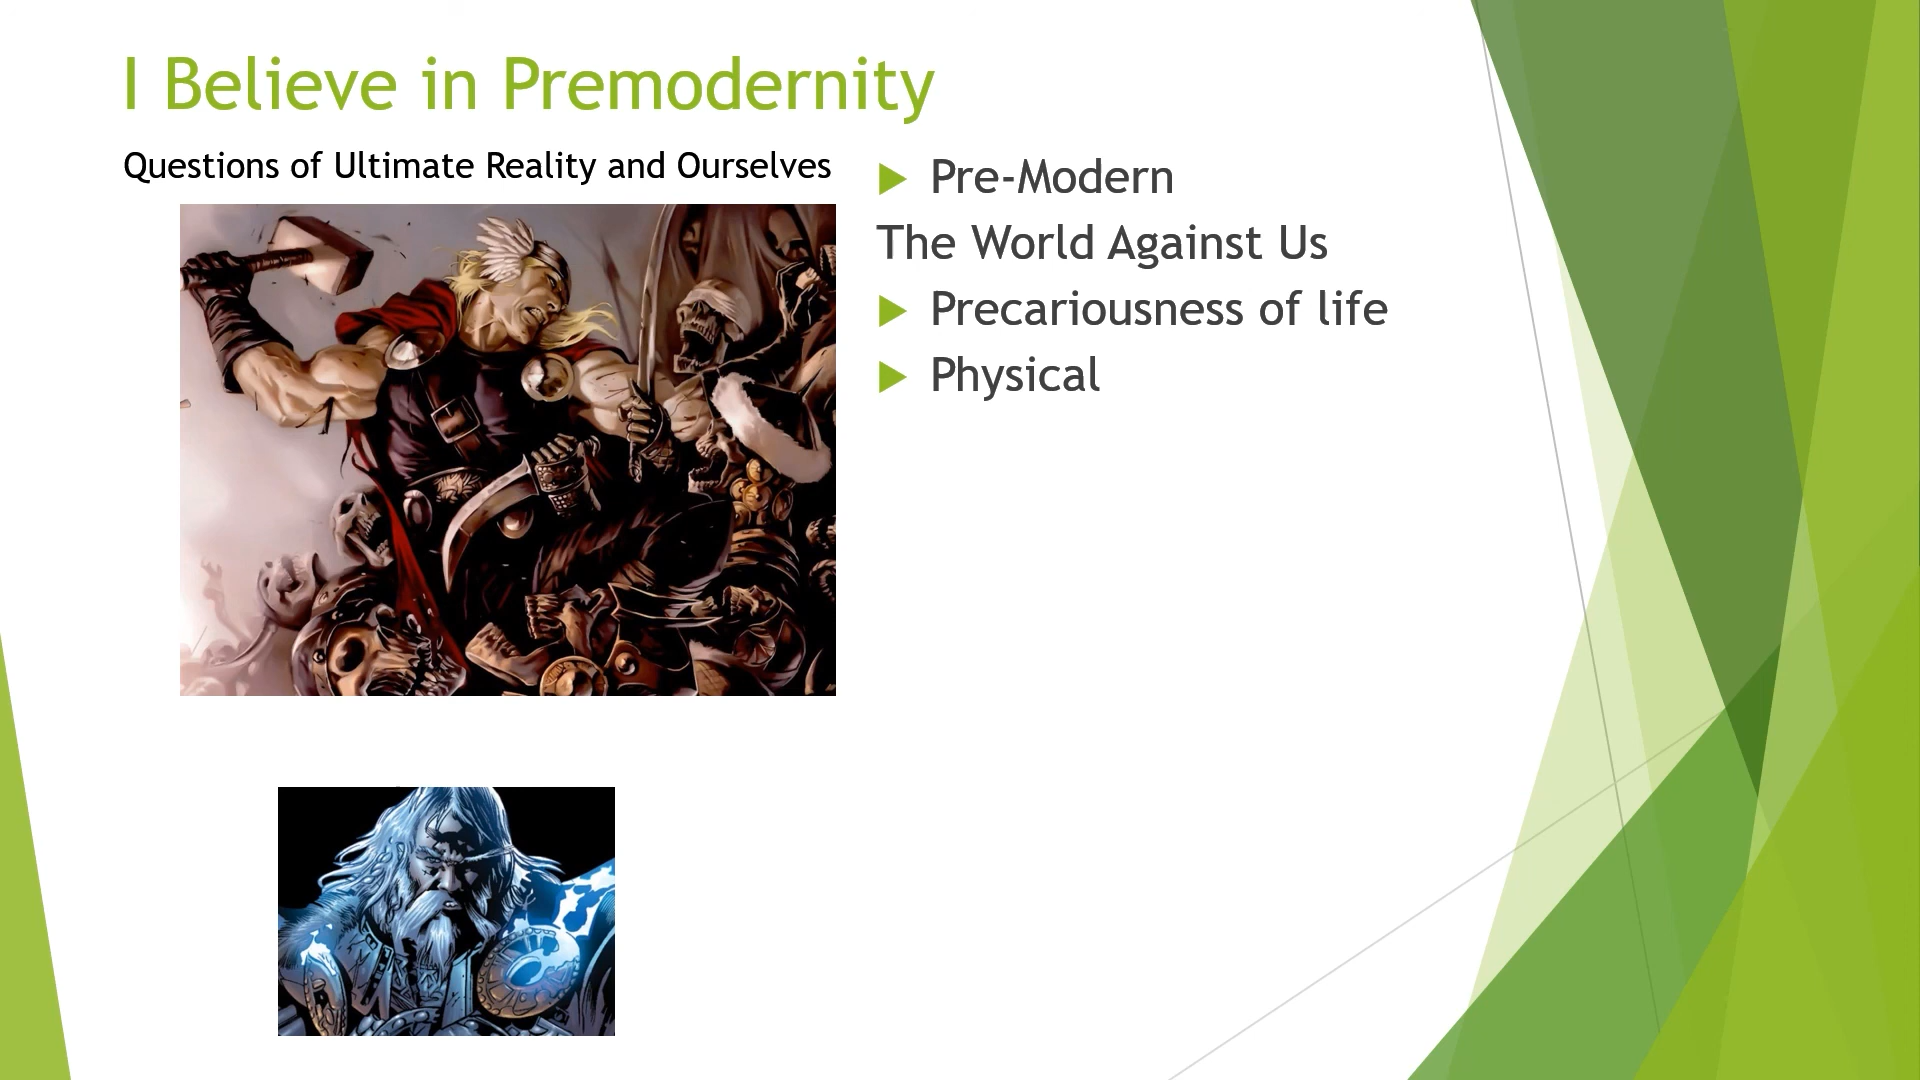 I Believe in Premodernity
Questions of Ultimate Reality and Ourselves
Pre-Modern
The World Against Us
Precariousness of life
Physical